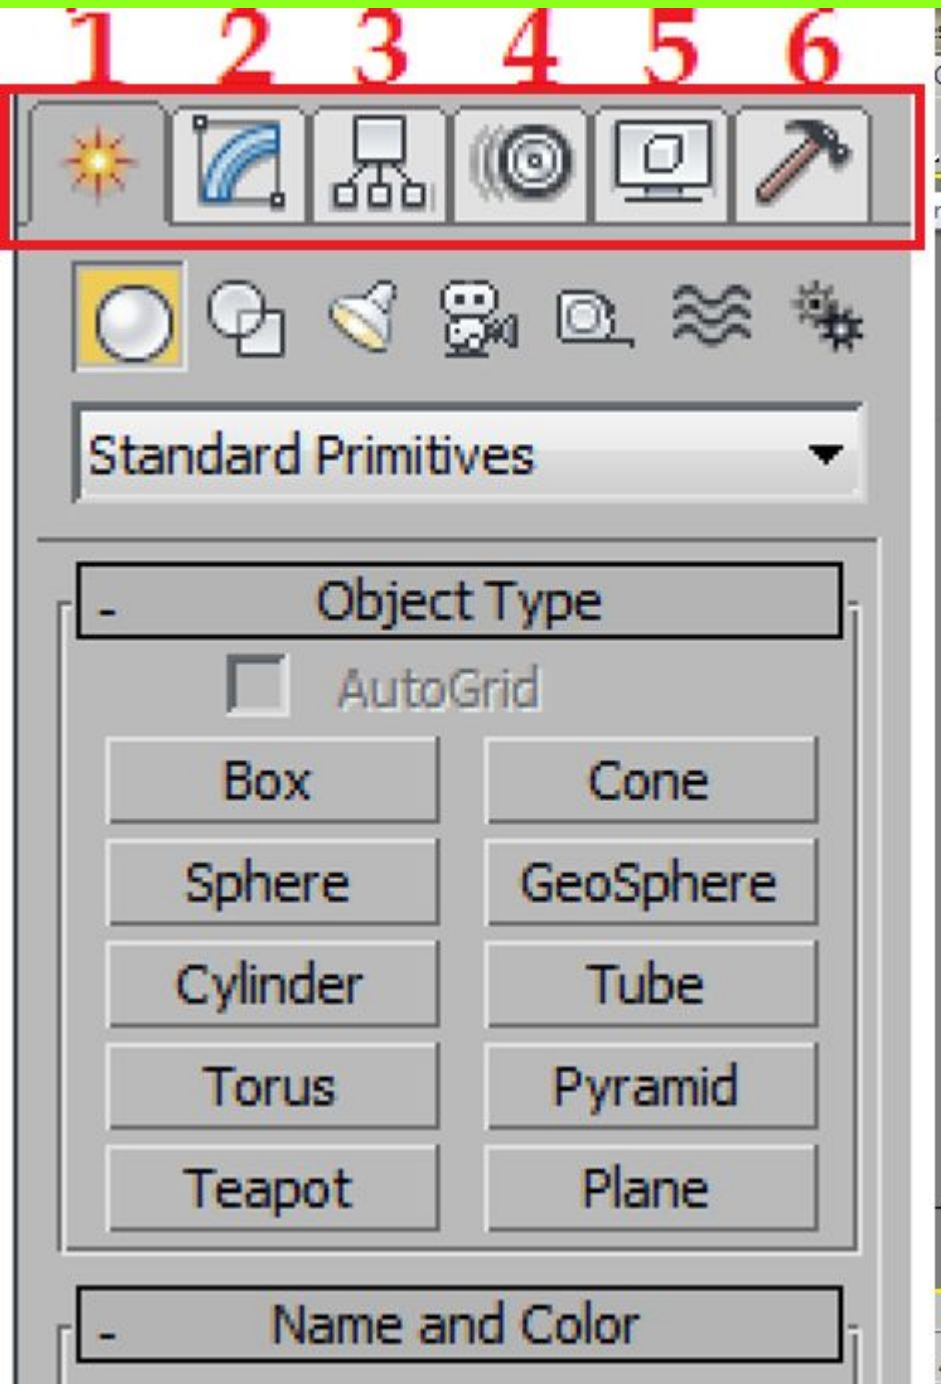 1 2 3 4 5 6
Standard Primitives
- Object Type
AutoGrid
Box Cone
Sphere GeoSphere
Cylinder Tube
Torus Pyramid
Teapot Plane
- Name and Color